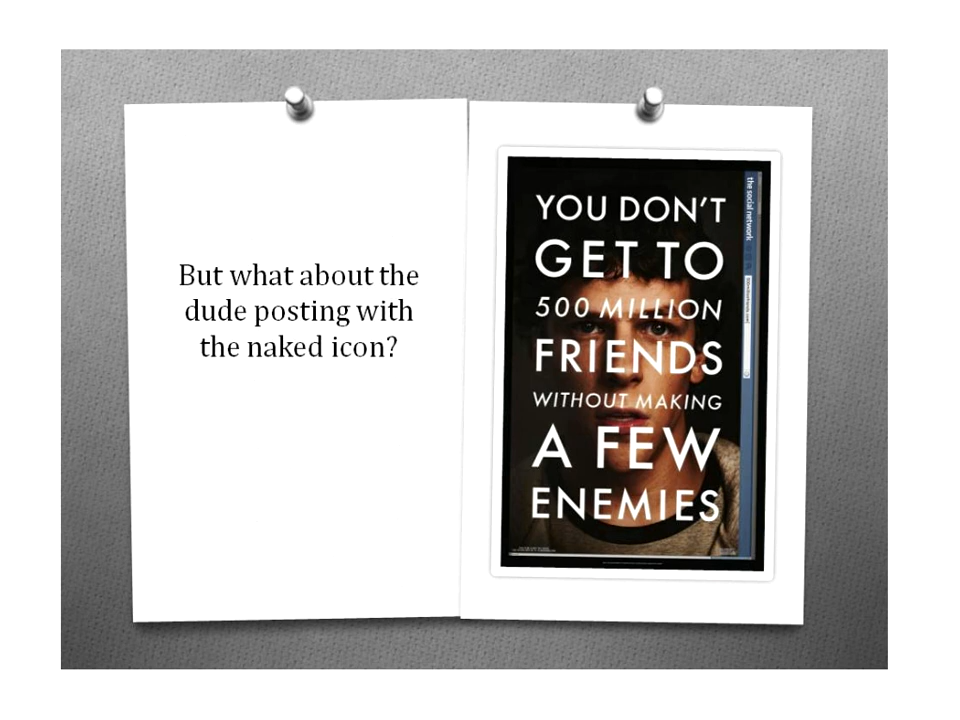 But what about the
dude posting with
the naked icon?
YOU DON'T
GET TO
500 MILLION
FRIENDS
WITHOUT MAKING
A FEW
ENEMIES
the social network